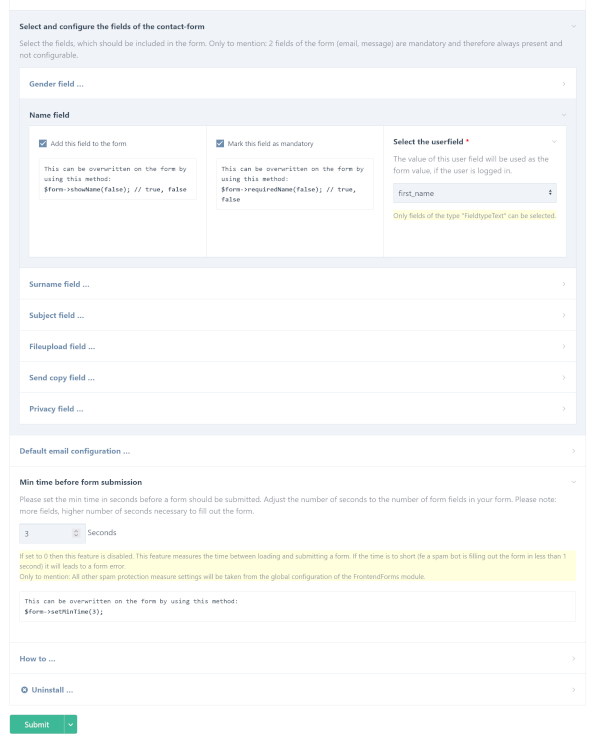 Select and configure the fields of the contact-form
Select the fields, which should be included in the form. Only to mention: 2 fields of the form (email, message) are mandatory and therefore always present and
not configurable.
Gender field ...
Name field
Add this field to the form
This can be overwritten on the form by
using this method:
$form->showName(false); // true, false
Mark this field as mandatory
This can be overwritten on the form by
using this method:
$form->requiredName(false); // true,
false
Select the userfield *
The value of this user field will be used as the
form value, if the user is logged in.
first_name
Only fields of the type "FieldtypeText" can be selected.
Surname field ...
Subject field ...
Fileupload field ...
Send copy field ...
Privacy field ...
Default email configuration ...
Min time before form submission
Please set the min time in seconds before a form should be submitted. Adjust the number of seconds to the number of form fields in your form. Please note:
more fields, higher number of seconds necessary to fill out the form.
3 Seconds
If set to 0 then this feature is disabled. This feature measures the time between loading and submitting a form. If the time is to short (fe a spam bot is filling out the form in less than 1
second) it will leads to a form error.
Only to mention: All other spam protection measure settings will be taken from the global configuration of the FrontendForms module.
This can be overwritten on the form by using this method:
$form->setMinTime(3);
How to ...
Uninstall ...
Submit